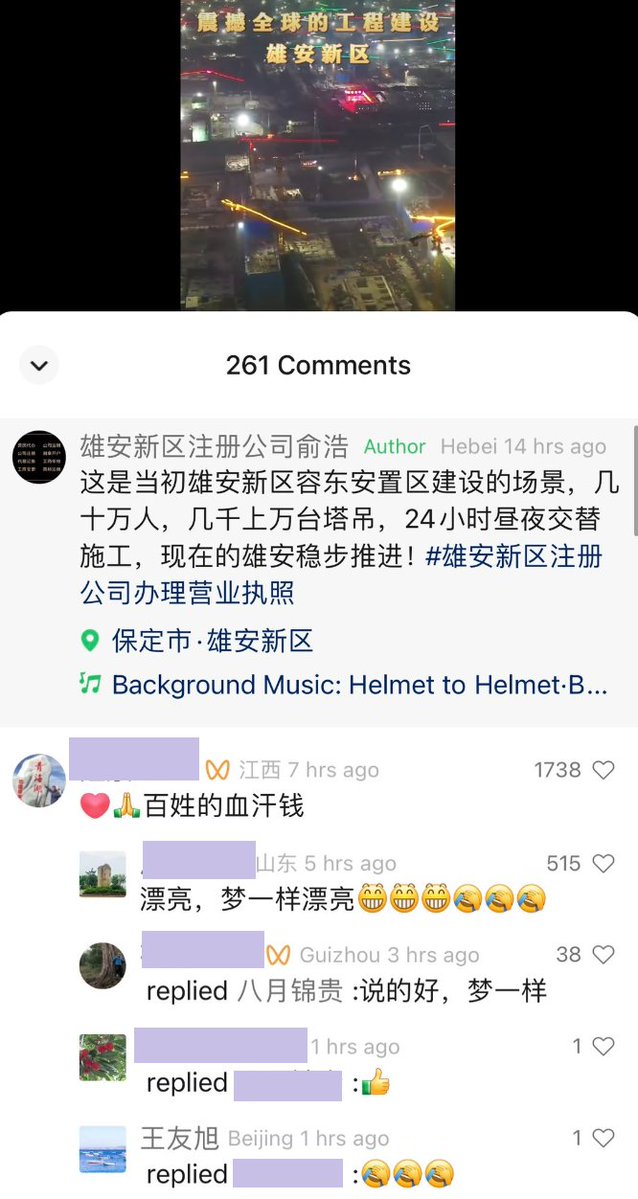 震撼全球的工程建设
雄安新区
261 Comments
雄安新区注册公司俞浩 Author Hebei 14 hrs ago
这是当初雄安新区容东安置区建设的场景，几
十万人，几千上万台塔吊，24小时昼夜交替
施工，现在的雄安稳步推进！#雄安新区注册
公司办理营业执照
保定市·雄安新区
Background Music: Helmet to Helmet·B...
江西 7 hrs ago 1738
❤️🙏百姓的血汗钱
山东 5 hrs ago 515
漂亮，梦一样漂亮😁😁😁🤣🤣🤣
Guizhou 3 hrs ago 38
replied 八月锦贵 :说的好，梦一样
1 hrs ago 1
replied :👍
王友旭 Beijing 1 hrs ago 1
replied :🤣🤣🤣